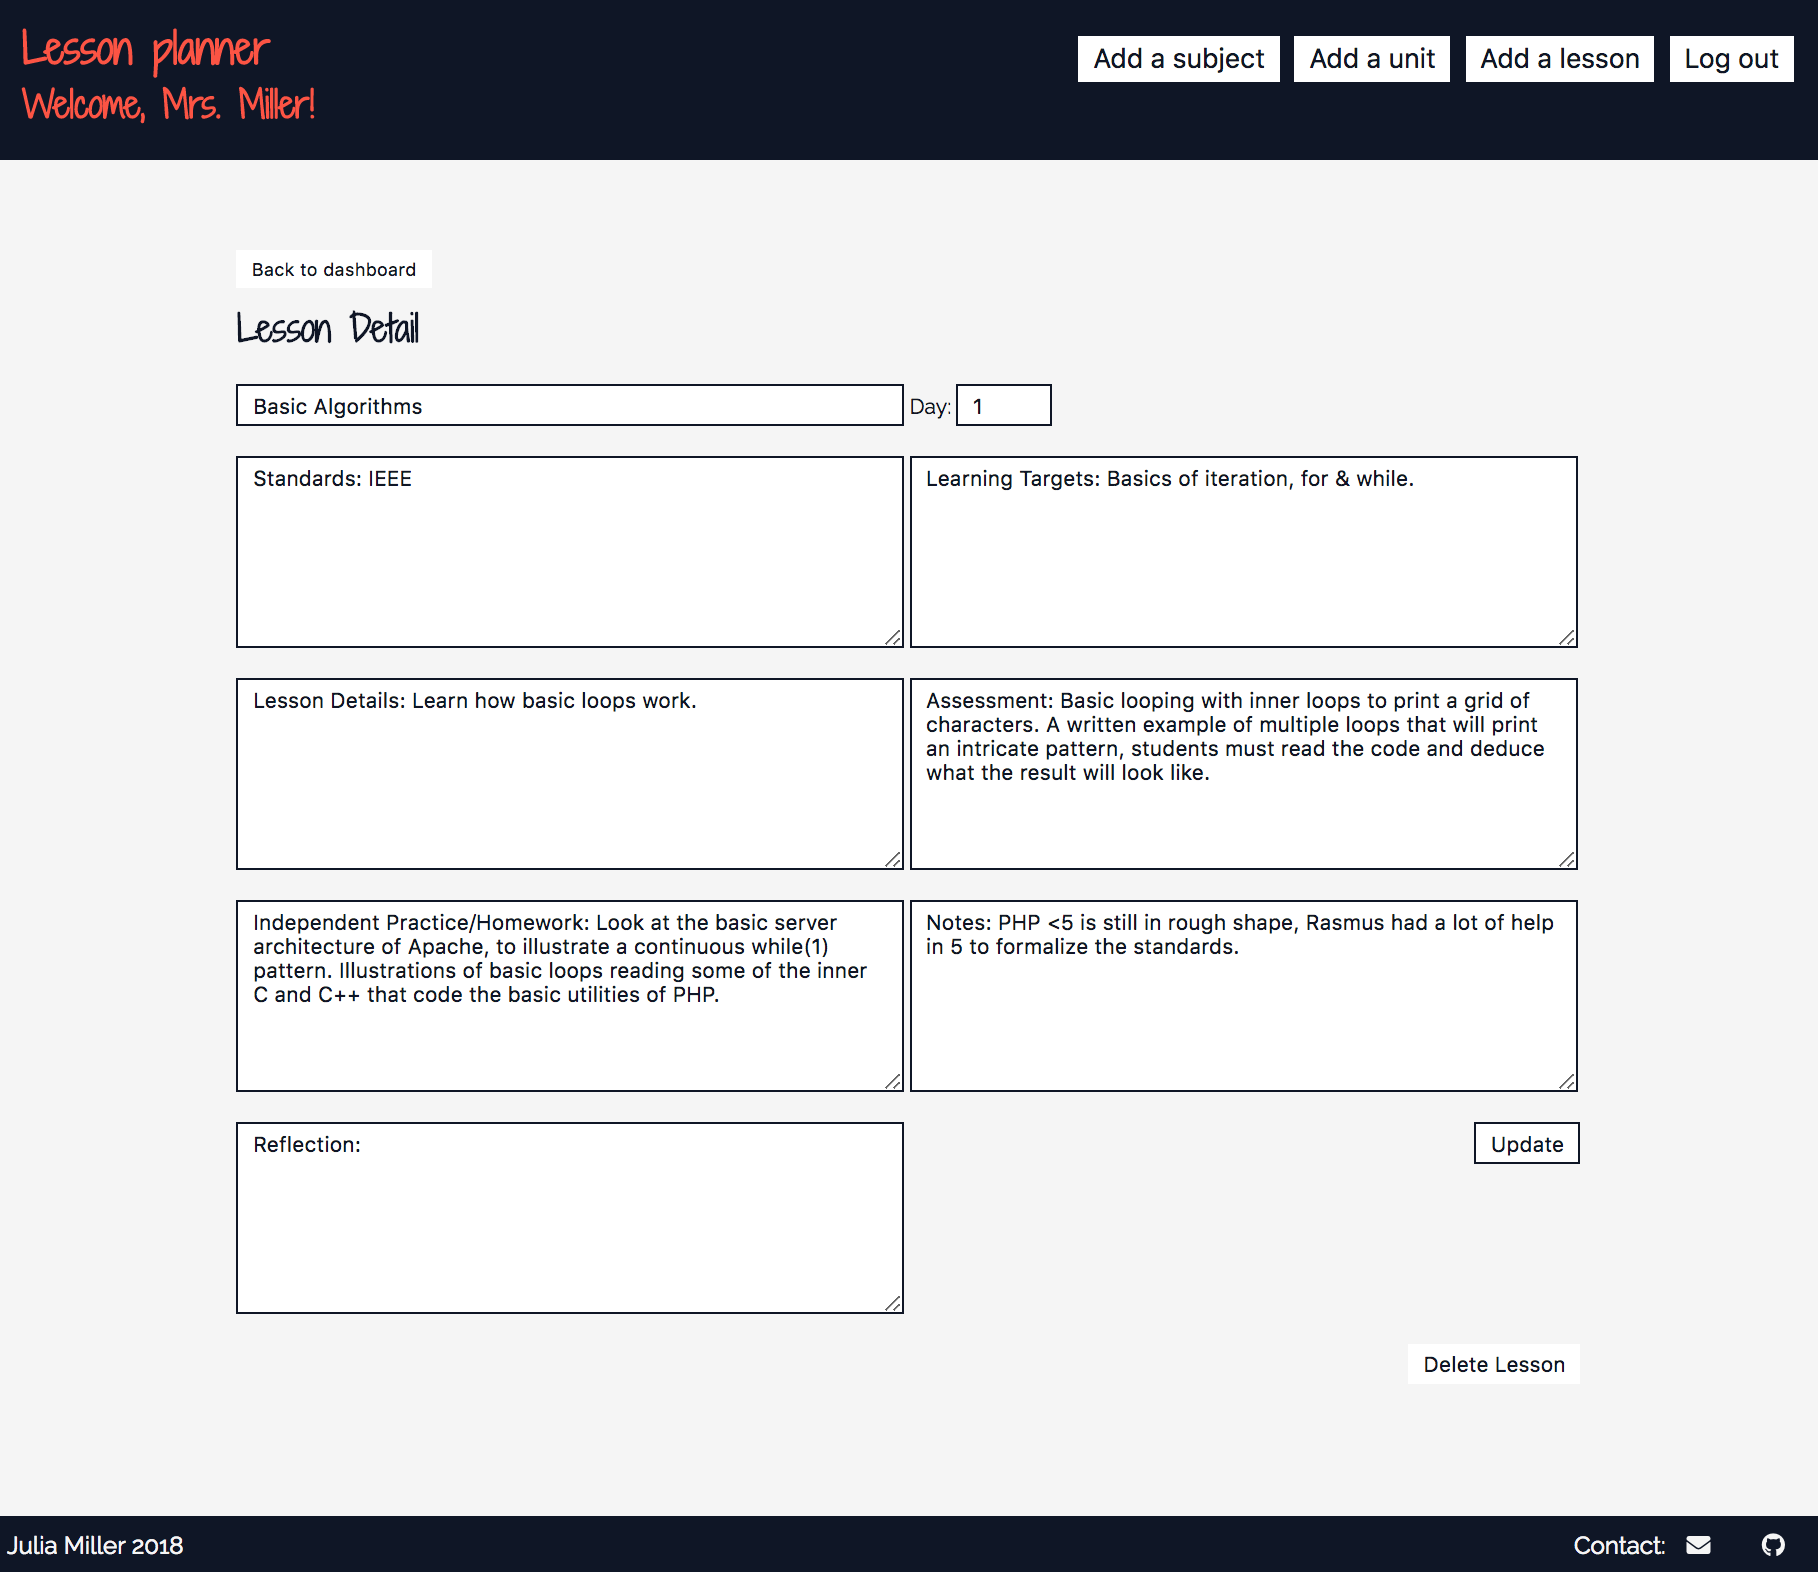 Lesson planner
Welcome, Mrs. Miller!
Add a subject
Add a unit
Add a lesson
Log out
Back to dashboard
Lesson Detail
Basic Algorithms
Day: 1
Standards: IEEE
Learning Targets: Basics of iteration, for & while.
Lesson Details: Learn how basic loops work.
Assessment: Basic looping with inner loops to print a grid of
characters. A written example of multiple loops that will print
an intricate pattern, students must read the code and deduce
what the result will look like.
Independent Practice/Homework: Look at the basic server
architecture of Apache, to illustrate a continuous while(1)
pattern. Illustrations of basic loops reading some of the inner
C and C++ that code the basic utilities of PHP.
Notes: PHP <5 is still in rough shape, Rasmus had a lot of help
in 5 to formalize the standards.
Reflection:
Update
Delete Lesson
Julia Miller 2018
Contact: